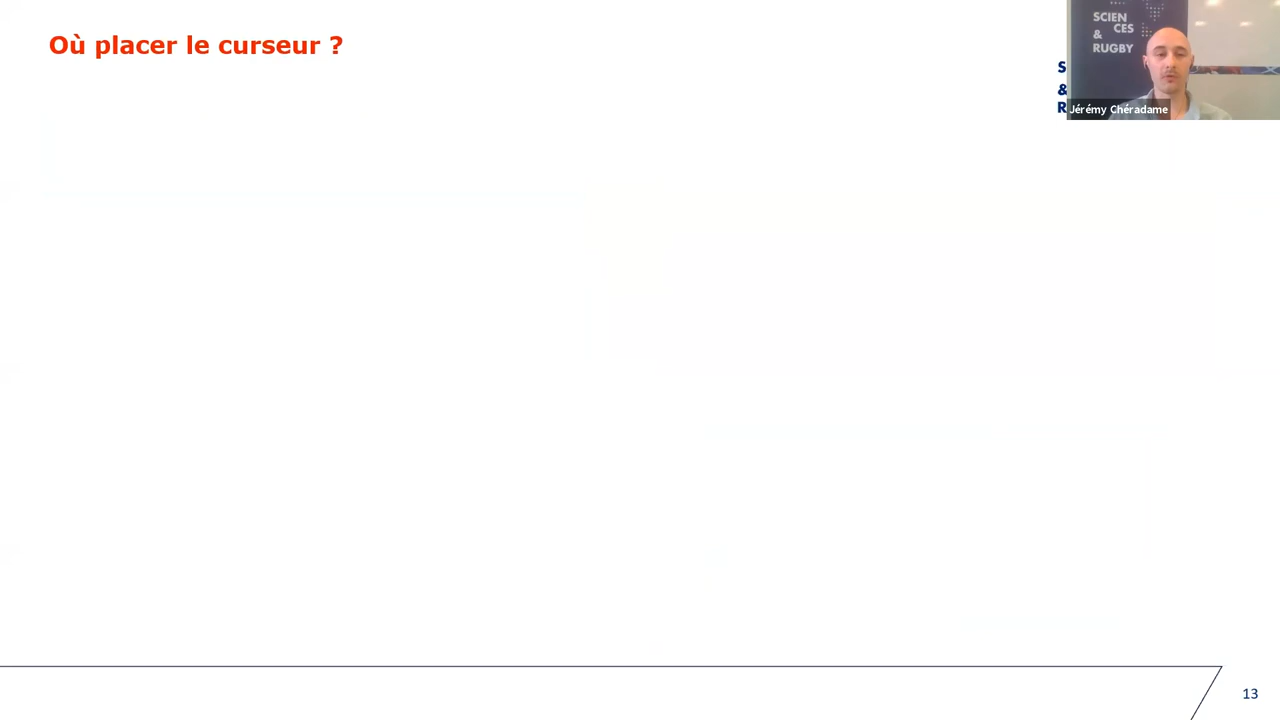 Où placer le curseur ?
SCIEN
CES
&
RUGBY
S
&
R
Jérémy Chéradame
13